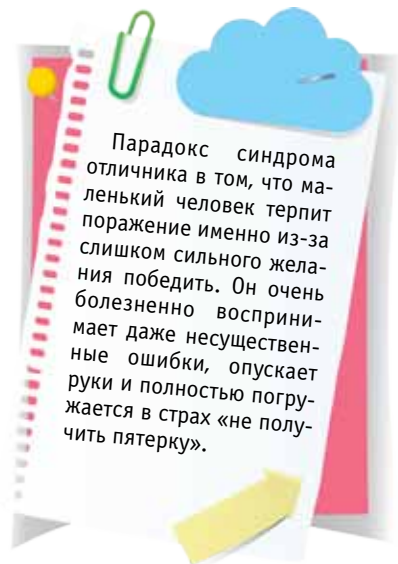 Парадокс синдрома
отличника в том, что ма-
ленький человек терпит
поражение именно из-за
слишком сильного жела-
ния победить. Он очень
болезненно восприни-
мает даже несуществен-
ные ошибки, опускает
руки и полностью погру-
жается в страх «не полу-
чить пятерку».